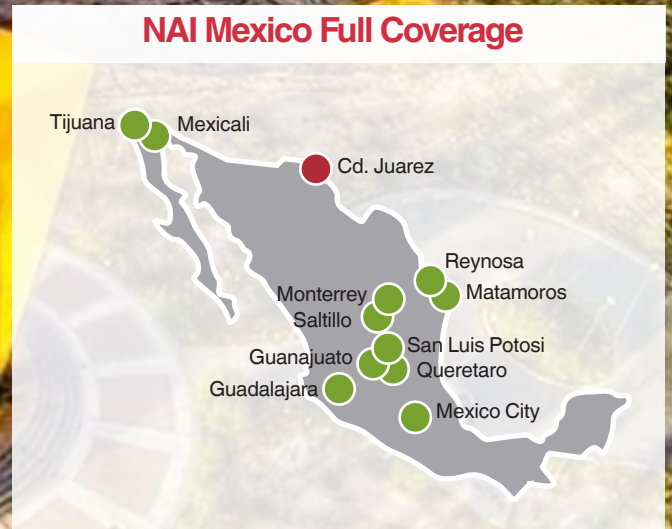 NAI Mexico Full Coverage
Tijuana
Mexicali
Cd. Juarez
Reynosa
Matamoros
Monterrey
Saltillo
San Luis Potosi
Guanajuato
Queretaro
Guadalajara
Mexico City